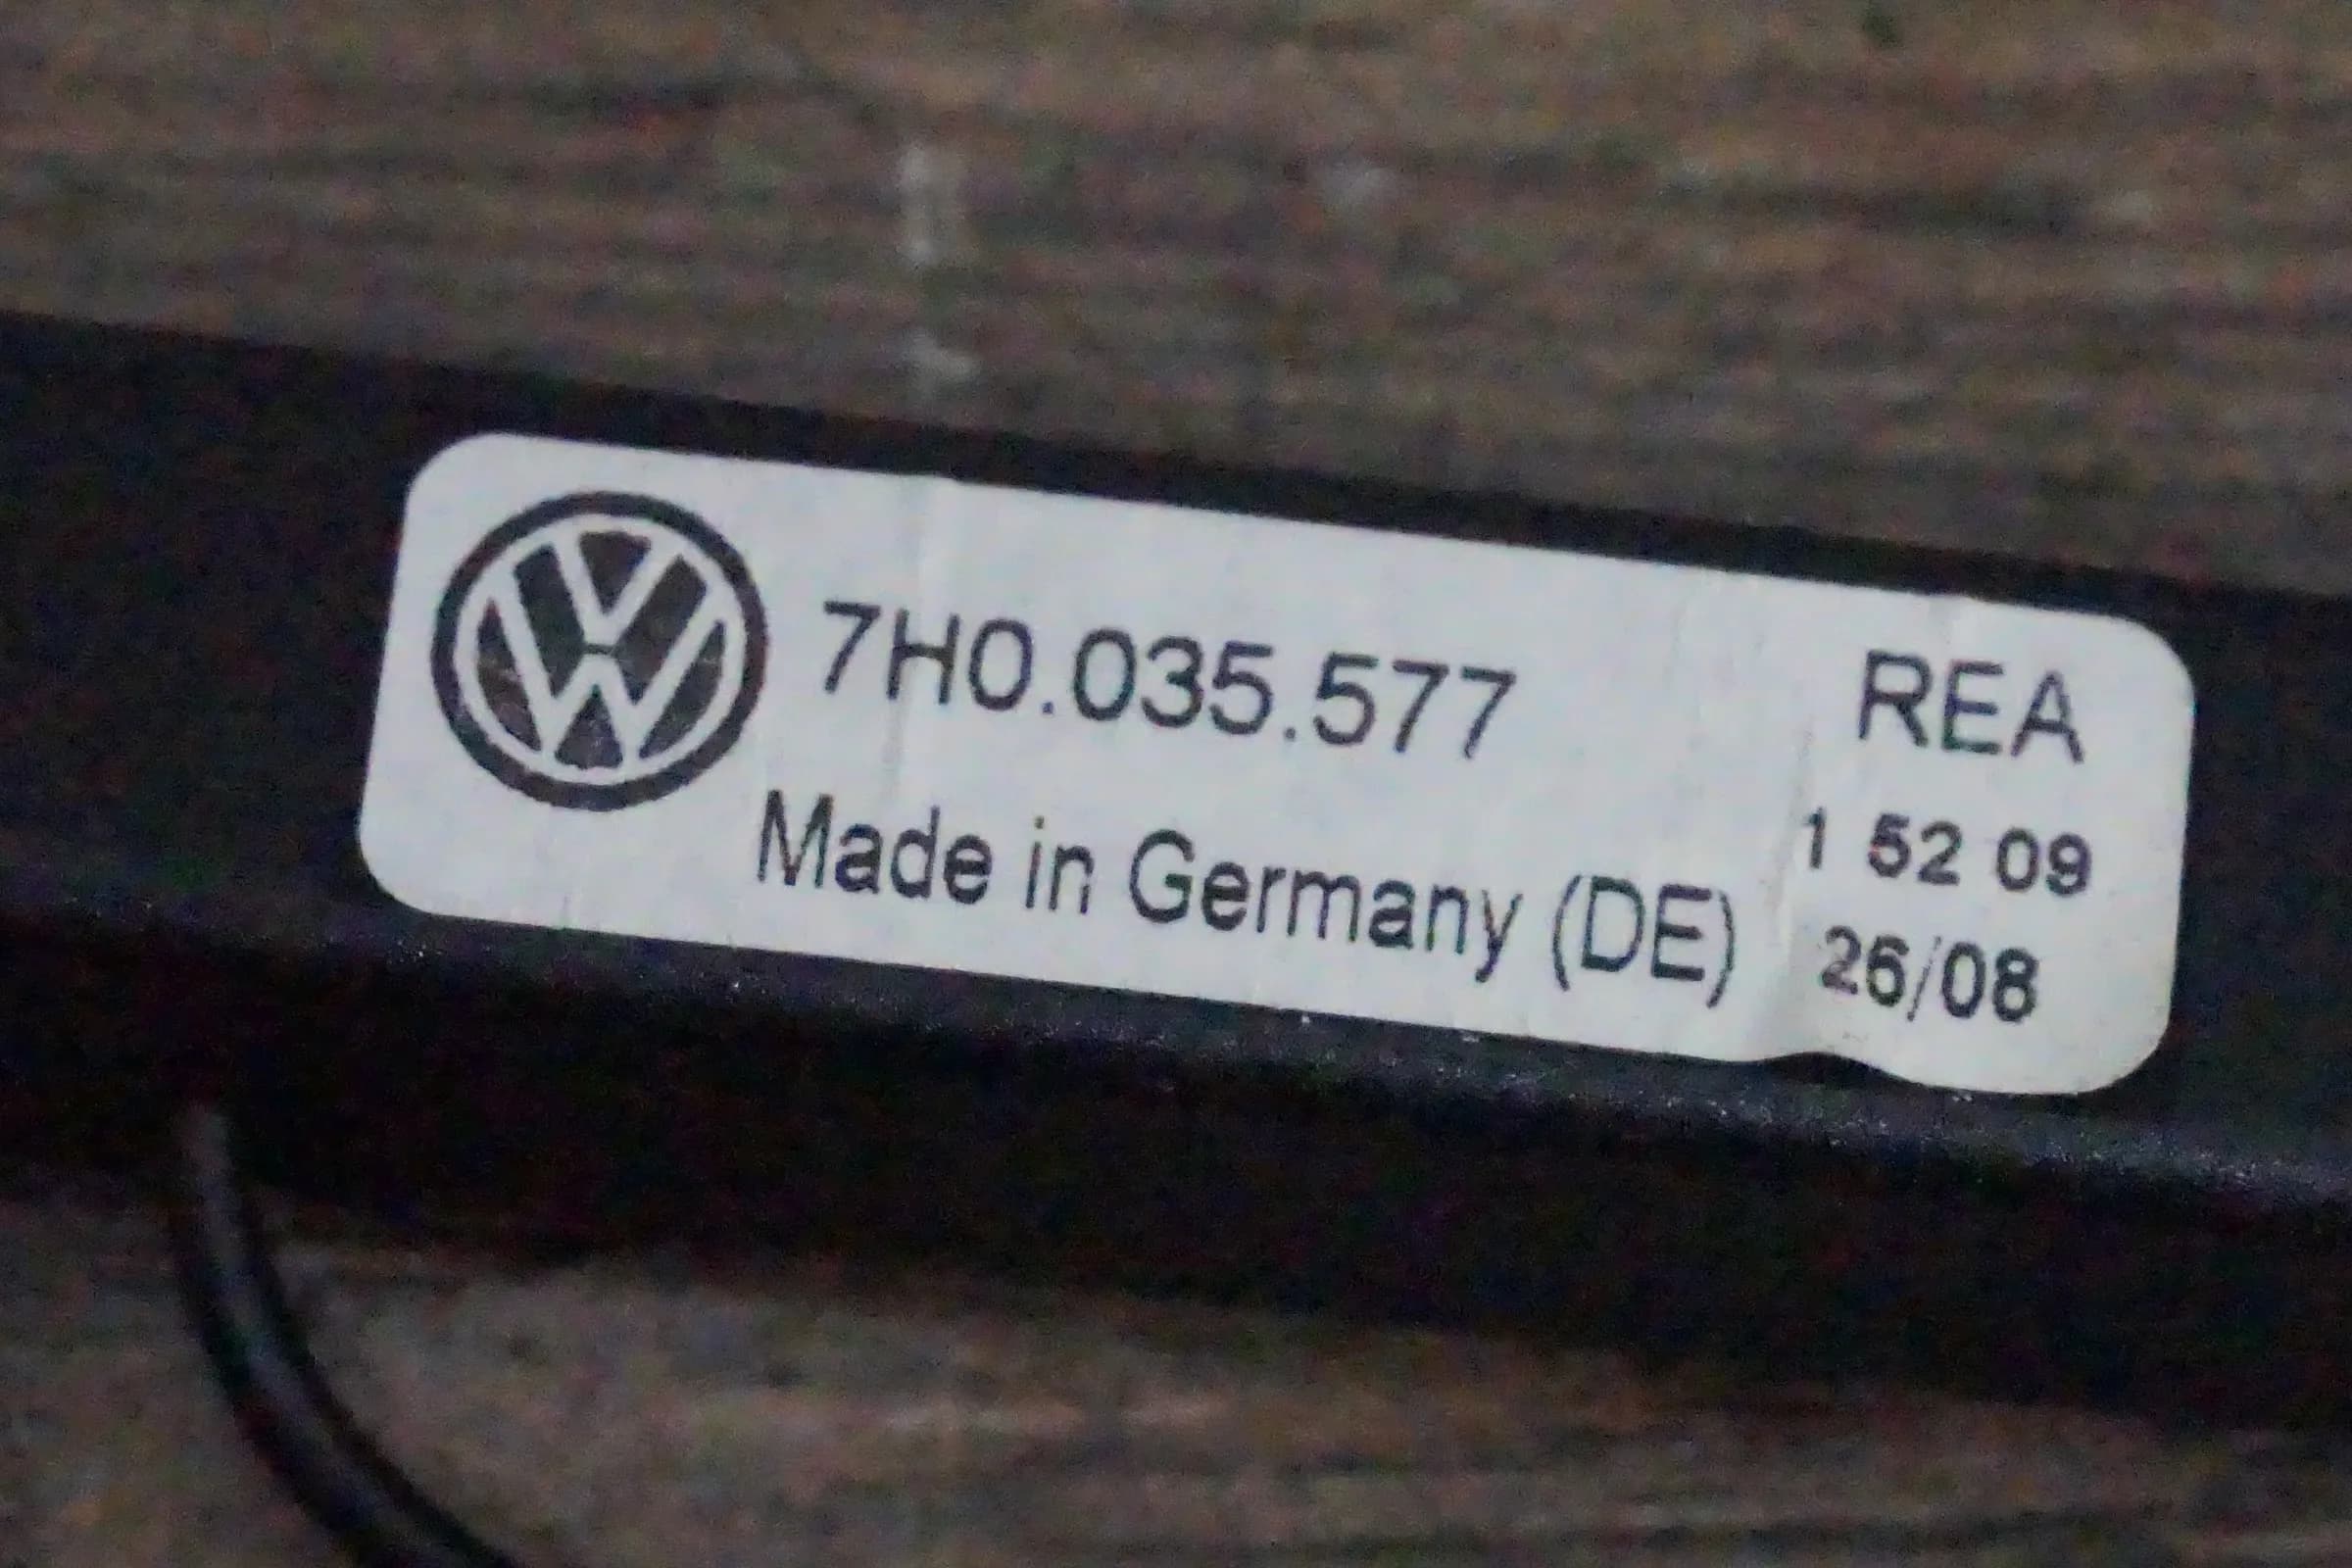 7H0.035.577 REA
1 52 09
Made in Germany (DE)
26/08